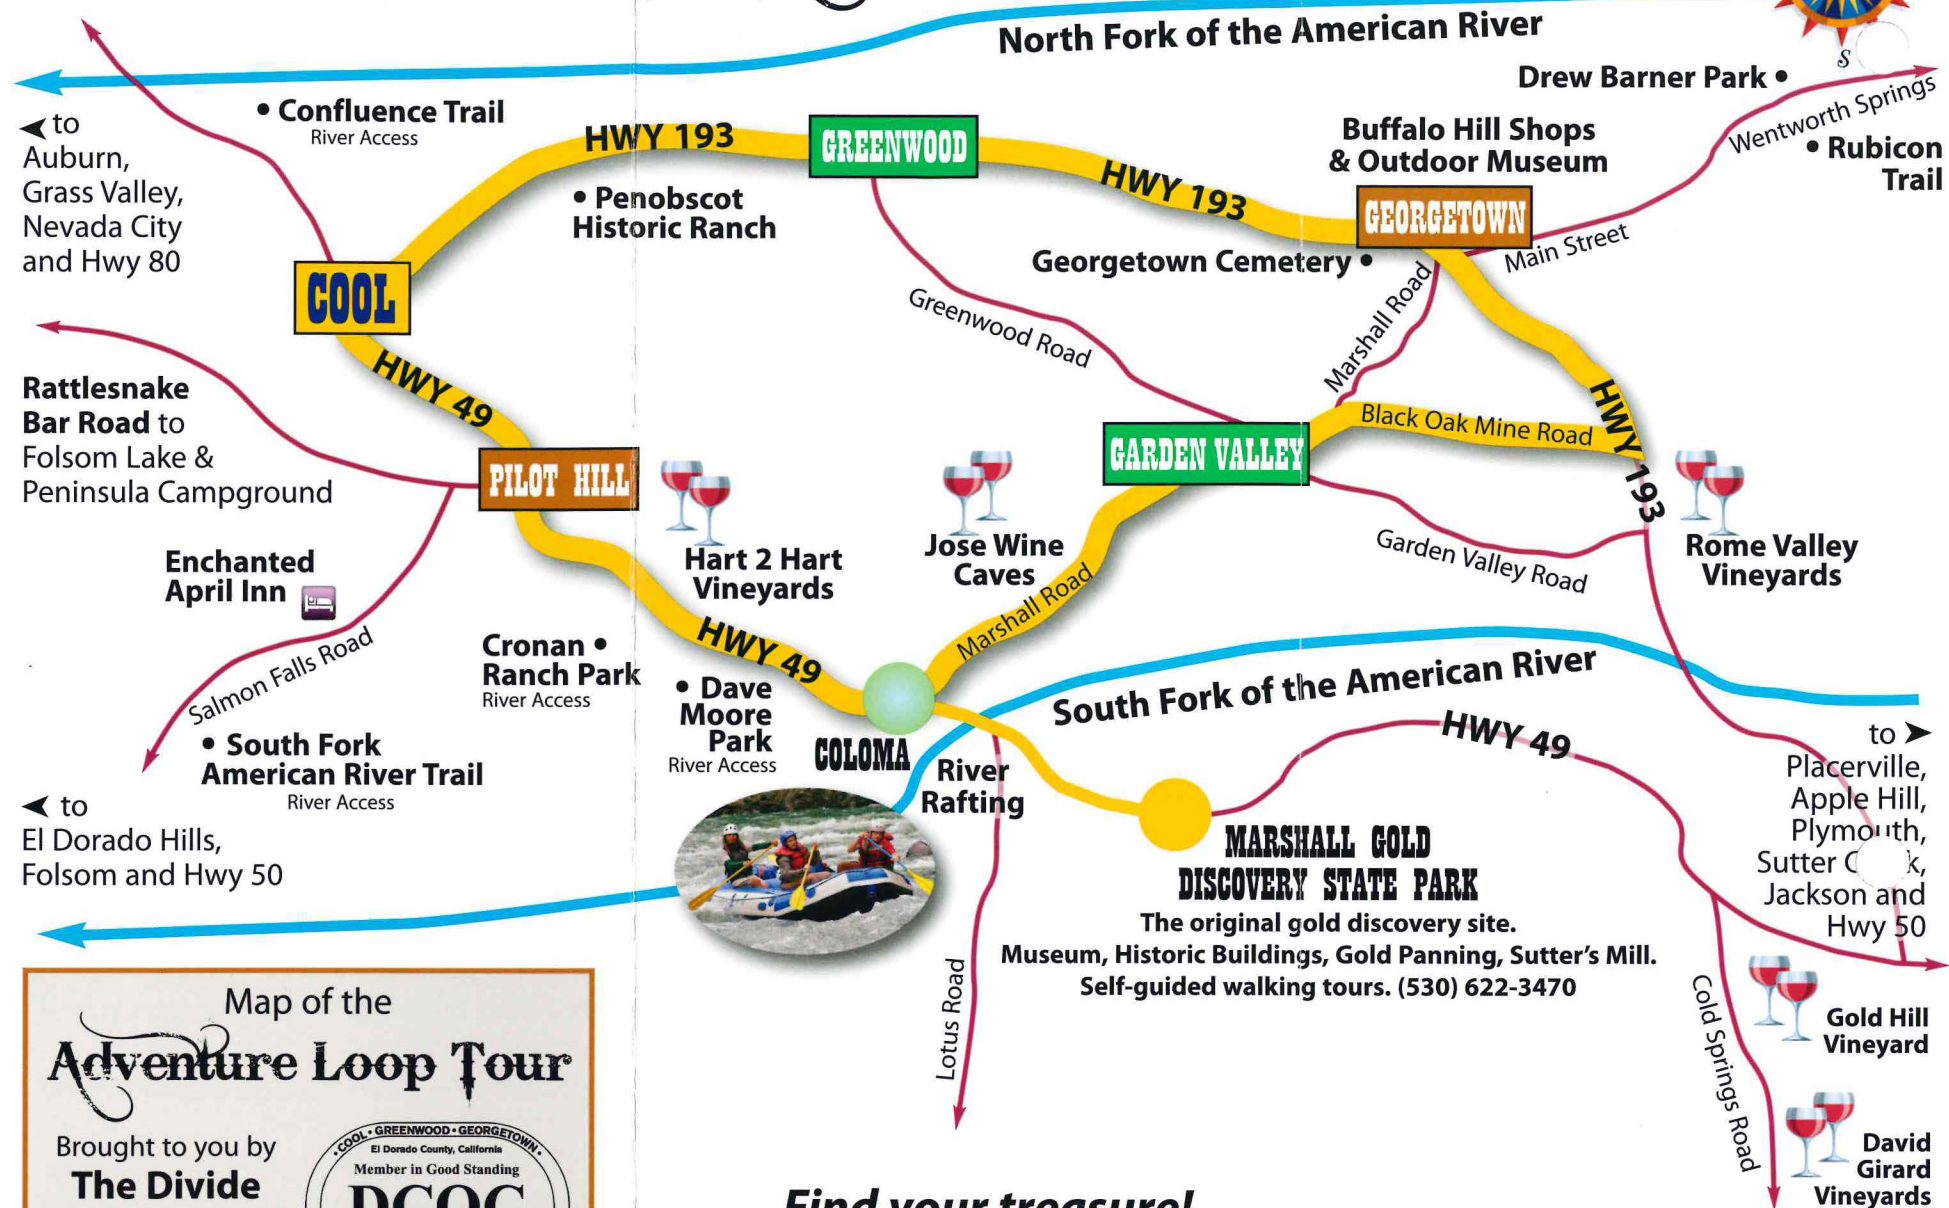 North Fork of the American River
S
Drew Barner Park •
Wentworth Springs
• Rubicon
Trail
• Confluence Trail
River Access
to
Auburn,
Grass Valley,
Nevada City
and Hwy 80
HWY 193
GREENWOOD
HWY 193
Buffalo Hill Shops
& Outdoor Museum
GEORGETOWN
Main Street
• Penobscot
Historic Ranch
Georgetown Cemetery •
COOL
Greenwood Road
Marshall Road
HWY 49
HWY 193
Black Oak Mine Road
Rattlesnake
Bar Road to
Folsom Lake &
Peninsula Campground
PILOT HILL
GARDEN VALLEY
Hart 2 Hart
Vineyards
Jose Wine
Caves
Garden Valley Road
Rome Valley
Vineyards
Enchanted
April Inn
Marshall Road
Salmon Falls Road
Cronan •
Ranch Park
River Access
HWY 49
• Dave
Moore
Park
River Access
COLOMA
South Fork of the American River
HWY 49
• South Fork
American River Trail
River Access
River
Rafting
to
Placerville,
Apple Hill,
Plymouth,
Jackson and
Hwy 50
to
El Dorado Hills,
Folsom and Hwy 50
MARSHALL GOLD
DISCOVERY STATE PARK
The original gold discovery site.
Museum, Historic Buildings, Gold Panning, Sutter's Mill.
Self-guided walking tours. (530) 622-3470
Lotus Road
Cold Springs Road
Gold Hill
Vineyard
David
Girard
Vineyards
Map of the
Adventure Loop Tour
Brought to you by
The Divide
• COOL • GREENWOOD • GEORGETOWN •
El Dorado County, California
Member in Good Standing
DCOC
Find your treasure!